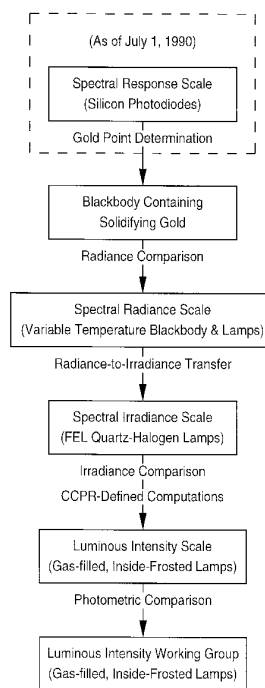 (As of July 1, 1990)
Spectral Response Scale
(Silicon Photodiodes)
Gold Point Determination
Blackbody Containing
Solidifying Gold
Radiance Comparison
Spectral Radiance Scale
(Variable Temperature Blackbody & Lamps)
Radiance-to-Irradiance Transfer
Spectral Irradiance Scale
(FEL Quartz-Halogen Lamps)
Irradiance Comparison
CCPR-Defined Computations
Luminous Intensity Scale
(Gas-filled, Inside-Frosted Lamps)
Photometric Comparison
Luminous Intensity Working Group
(Gas-filled, Inside-Frosted Lamps)